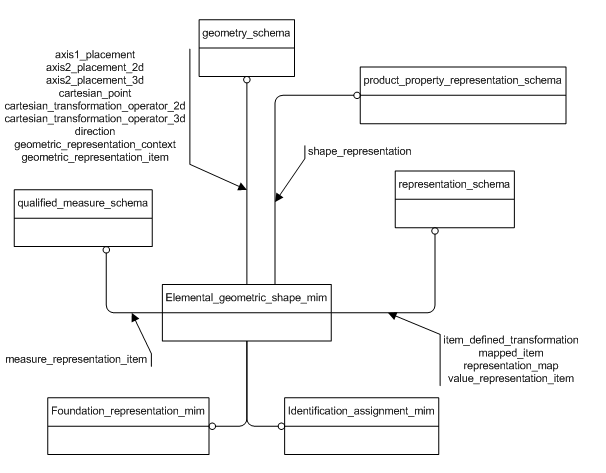 geometry_schema
axis1_placement
axis2_placement_2d
axis2_placement_3d
cartesian_point
cartesian_transformation_operator_2d
cartesian_transformation_operator_3d
direction
geometric_representation_context
geometric_representation_item
product_property_representation_schema
shape_representation
representation_schema
qualified_measure_schema
Elemental_geometric_shape_mim
item_defined_transformation
mapped_item
representation_map
value_representation_item
measure_representation_item
Foundation_representation_mim
Identification_assignment_mim